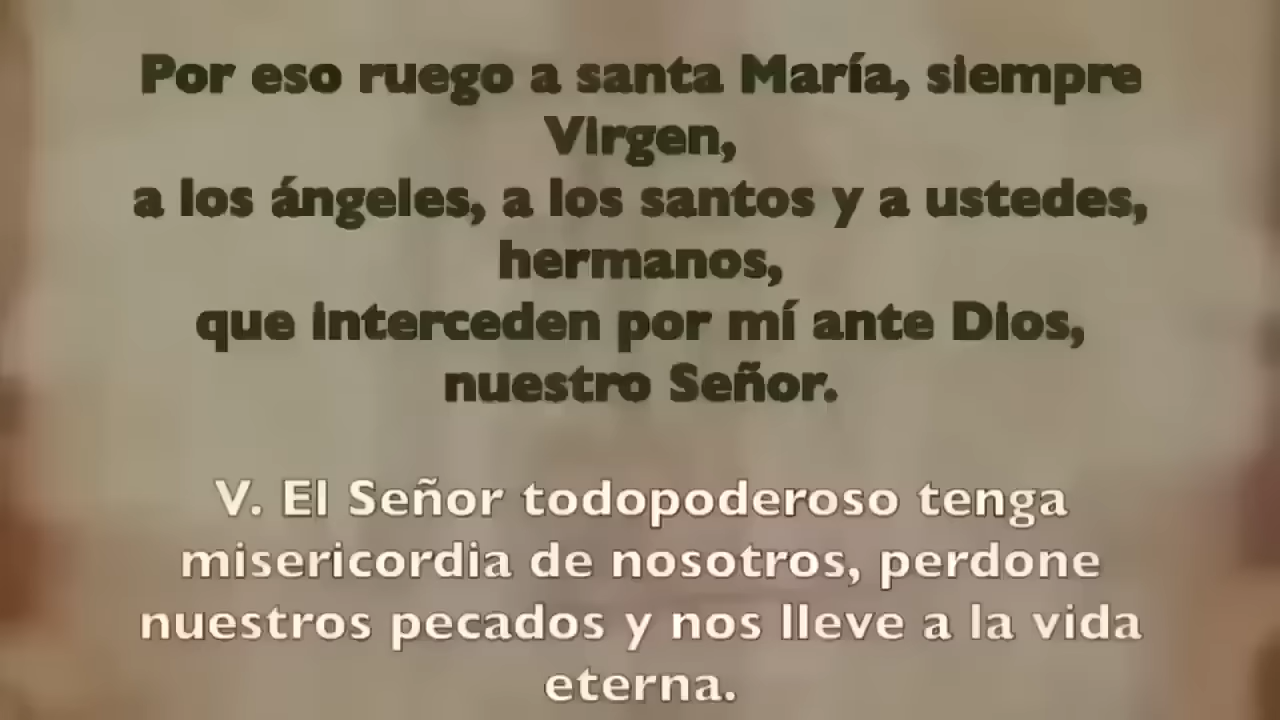 Por eso ruego a santa María, siempre
Virgen,
a los ángeles, a los santos y a ustedes,
hermanos,
que interceden por mí ante Dios,
nuestro Señor.
V. El Señor todopoderoso tenga
misericordia de nosotros, perdone
nuestros pecados y nos lleve a la vida
eterna.